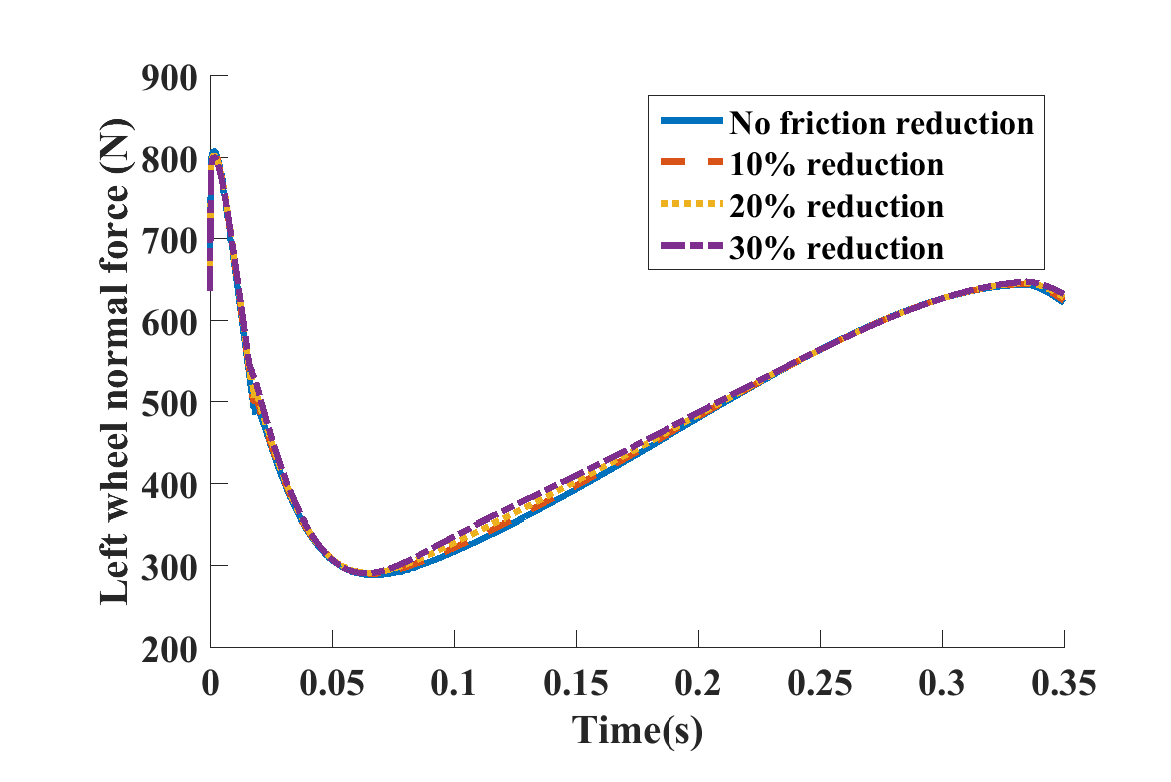 900
800
700
600
500
400
300
200
Left wheel normal force (N)
No friction reduction
10% reduction
20% reduction
30% reduction
0 0.05 0.1 0.15 0.2 0.25 0.3 0.35
Time(s)